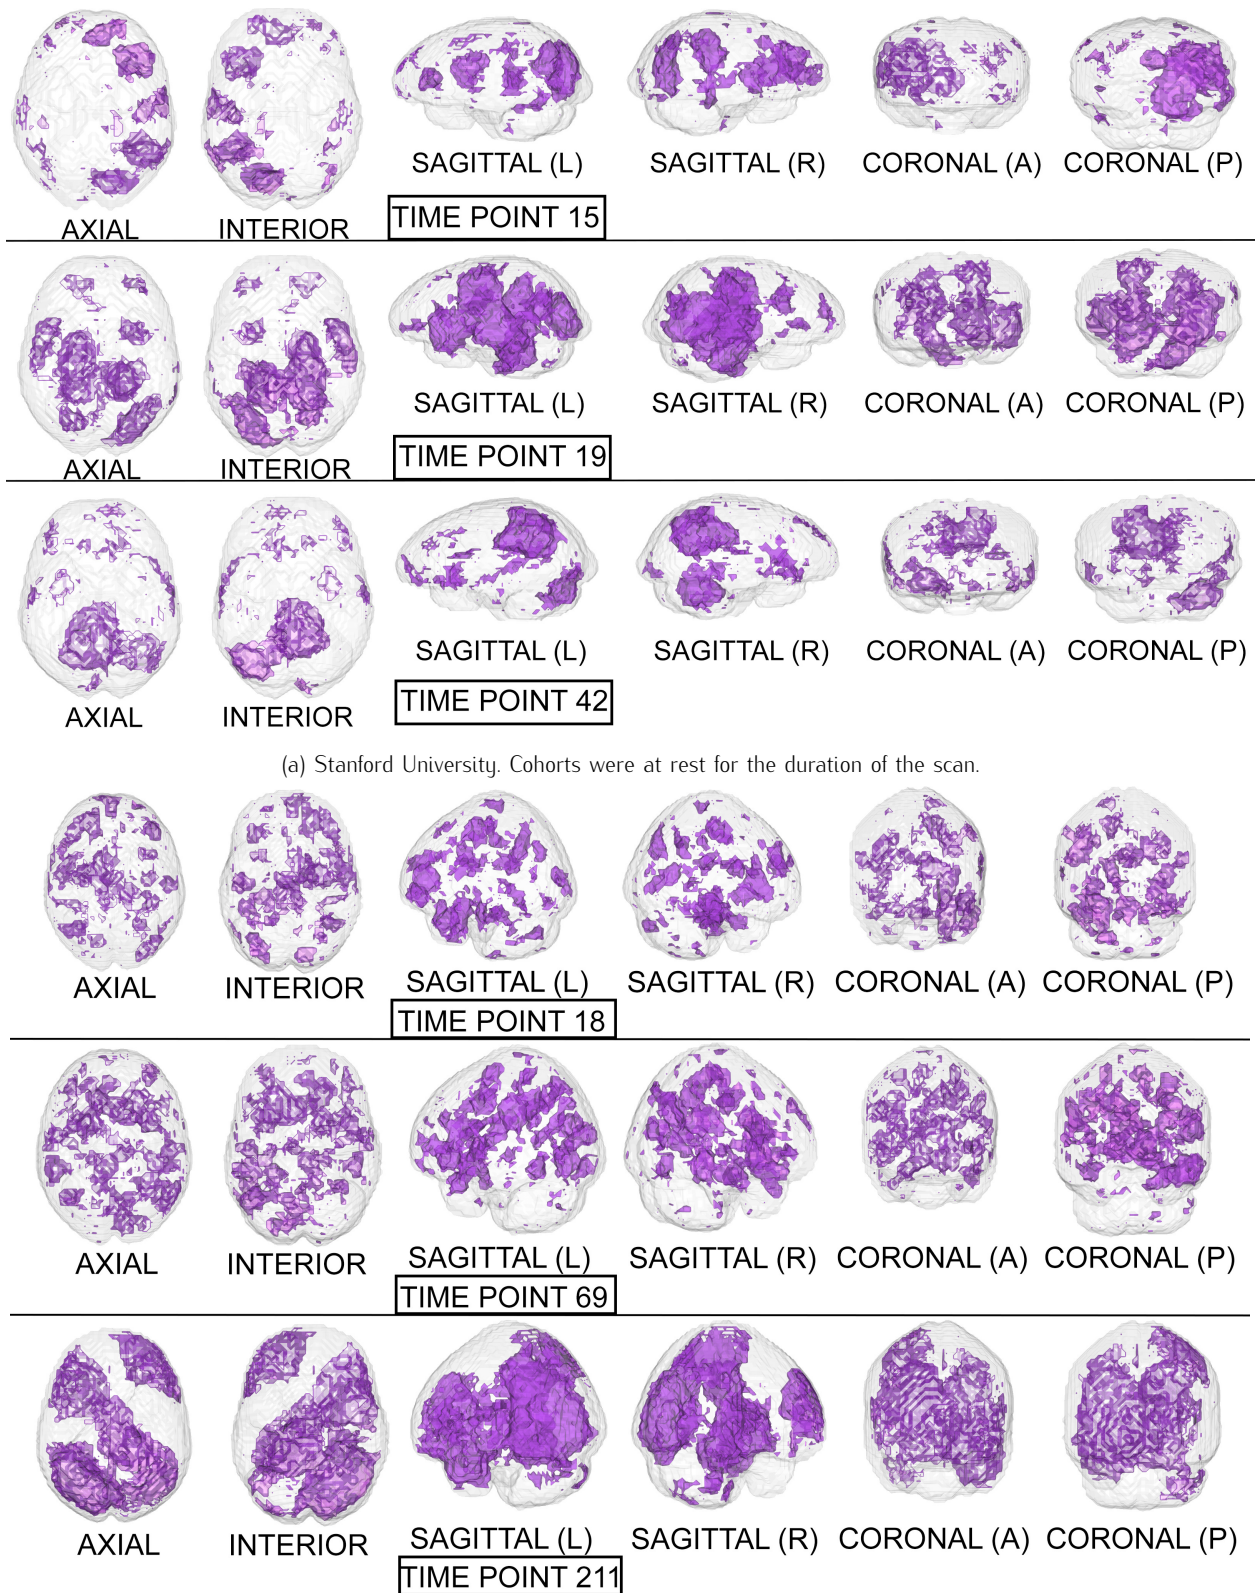 SAGITTAL (L) SAGITTAL (R) CORONAL (A) CORONAL (P)
TIME POINT 15
AXIAL INTERIOR
SAGITTAL (L) SAGITTAL (R) CORONAL (A) CORONAL (P)
TIME POINT 19
AXIAL INTERIOR
SAGITTAL (L) SAGITTAL (R) CORONAL (A) CORONAL (P)
TIME POINT 42
AXIAL INTERIOR
(a) Stanford University. Cohorts were at rest for the duration of the scan.
AXIAL INTERIOR SAGITTAL (L) SAGITTAL (R) CORONAL (A) CORONAL (P)
TIME POINT 18
AXIAL INTERIOR SAGITTAL (L) SAGITTAL (R) CORONAL (A) CORONAL (P)
TIME POINT 69
AXIAL INTERIOR SAGITTAL (L) SAGITTAL (R) CORONAL (A) CORONAL (P)
TIME POINT 211